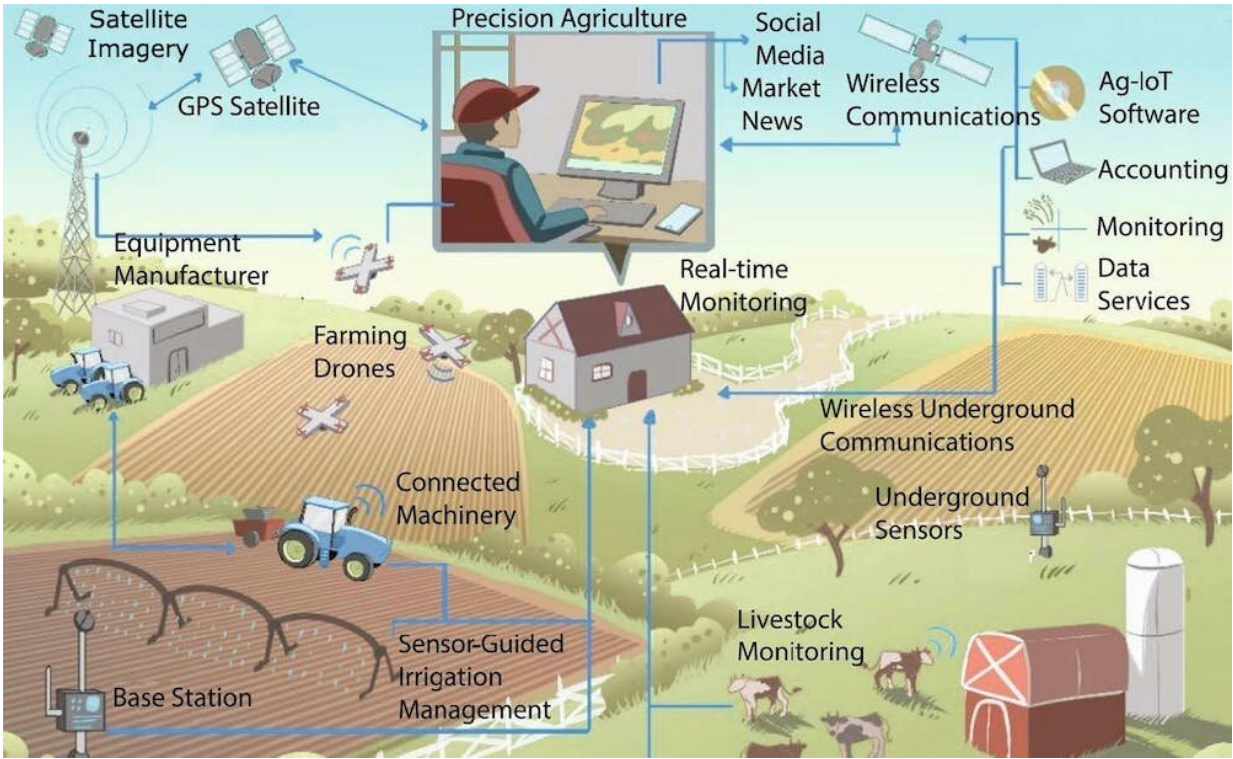 Satellite
Imagery
GPS Satellite
Precision Agriculture
Social
Media
Market
News
Wireless
Communications
Ag-IoT
Software
Accounting
Monitoring
Data
Services
Equipment
Manufacturer
Real-time
Monitoring
Farming
Drones
Wireless Underground
Communications
Connected
Machinery
Underground
Sensors
Livestock
Monitoring
Sensor-Guided
Irrigation
Management
Base Station